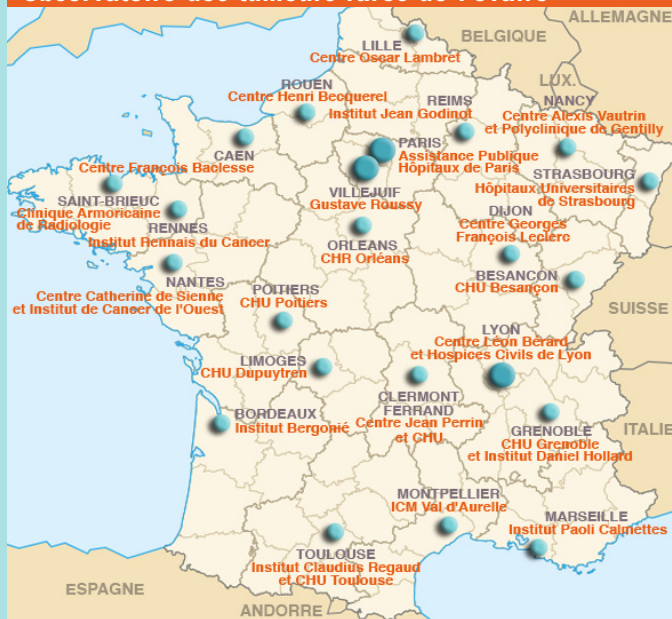 ALLEMAGNE
BELGIQUE
LILLE
Centre Oscar Lambret
LUX.
ROUEN
Centre Henri Becquerel
REIMS
Institut Jean Godinot
NANCY
Centre Alexis Vautrin
et Polyclinique de Gentilly
CAEN
Centre François Baclesse
PARIS
Assistance Publique
Hôpitaux de Paris
STRASBOURG
Hôpitaux Universitaires
de Strasbourg
VILLEJUIF
Gustave Roussy
SAINT-BRIEUC
Clinique Armoricaine
de Radiologie
RENNES
Institut Rennais du Cancer
ORLEANS
CHR Orléans
DIJON
Centre Georges
François Leclerc
BESANCON
CHU Besançon
NANTES
Centre Catherine de Sienne
et Institut de Cancer de l'Ouest
POITIERS
CHU Poitiers
SUISSE
LYON
Centre Léon Bérard
et Hospices Civils de Lyon
LIMOGES
CHU Dupuytren
CLERMONT
FERRAND
Centre Jean Perrin
et CHU
BORDEAUX
Institut Bergonié
GRENOBLE
CHU Grenoble
et Institut Daniel Hollard
ITALIE
MONTPELLIER
ICM Val d'Aurelle
MARSEILLE
Institut Paoli Calmettes
TOULOUSE
Institut Claudius Regaud
et CHU Toulouse
ESPAGNE
ANDORRE